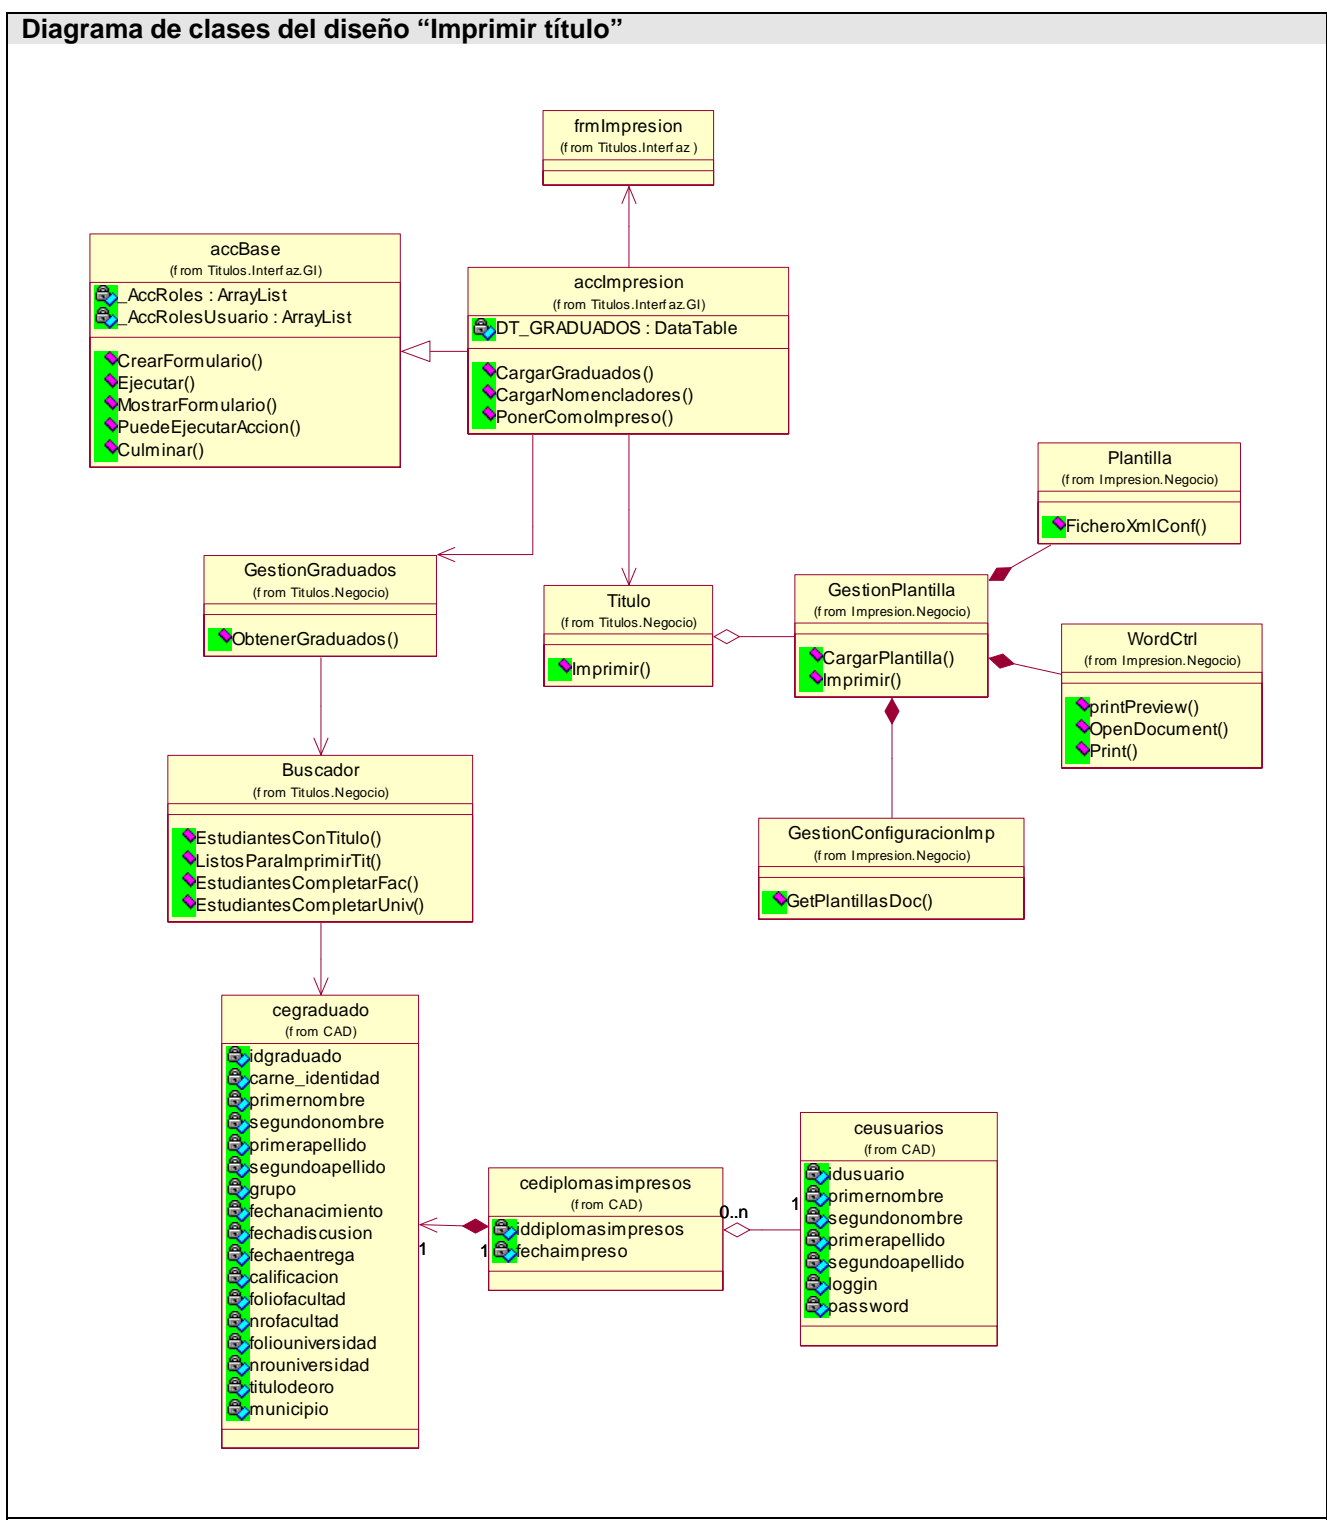 Diagrama de clases del diseño “Imprimir título”
frmImpresion
(from Titulos.Interfaz)
accBase
(from Titulos.Interfaz.GI)
_AccRoles : ArrayList
_AccRolesUsuario : ArrayList
CrearFormulario()
Ejecutar()
MostrarFormulario()
PuedeEjecutarAccion()
Culminar()
accImpresion
(from Titulos.Interfaz.GI)
DT_GRADUADOS : DataTable
CargarGraduados()
CargarNomencladores()
PonerComoImpreso()
Plantilla
(from Impresion.Negocio)
FicheroXmlConf()
GestionGraduados
(from Titulos.Negocio)
ObtenerGraduados()
Titulo
(from Titulos.Negocio)
Imprimir()
GestionPlantilla
(from Impresion.Negocio)
CargarPlantilla()
Imprimir()
WordCtrl
(from Impresion.Negocio)
printPreview()
OpenDocument()
Print()
Buscador
(from Titulos.Negocio)
EstudiantesConTitulo()
ListosParaImprimirTit()
EstudiantesCompletarFac()
EstudiantesCompletarUniv()
GestionConfiguracionImp
(from Impresion.Negocio)
GetPlantillasDoc()
cegraduado
(from CAD)
idgraduado
carne_identidad
primernombre
segundonombre
primerapellido
segundoapellido
grupo
fechanacimiento
fechadiscusion
fechaentrega
calificacion
foliofacultad
nrofacultad
foliouniversidad
nrouniversidad
titulodeoro
municipio
1
1
cediplomasimpresos
(from CAD)
iddiplomasimpresos
fechaimpreso
0..n
1
ceusuarios
(from CAD)
idusuario
primernombre
segundonombre
primerapellido
segundoapellido
loggin
password